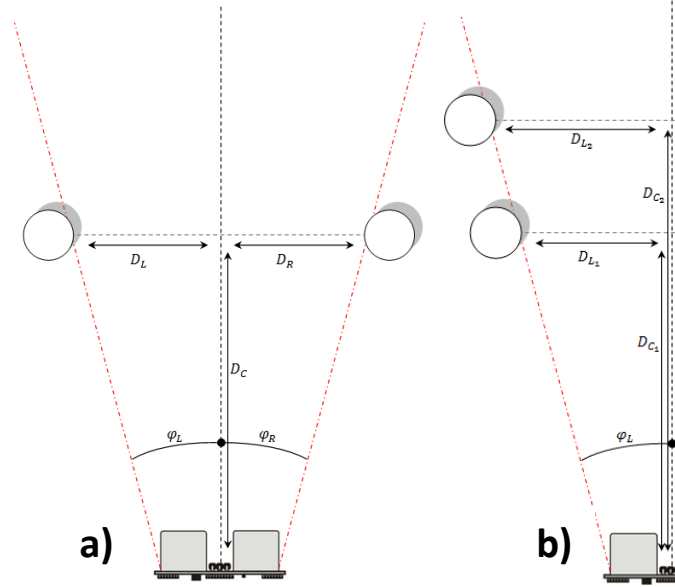 D_L
D_R
D_C
φ_L
φ_R
a)
D_{L_2}
D_{C_2}
D_{L_1}
D_{C_1}
φ_L
b)